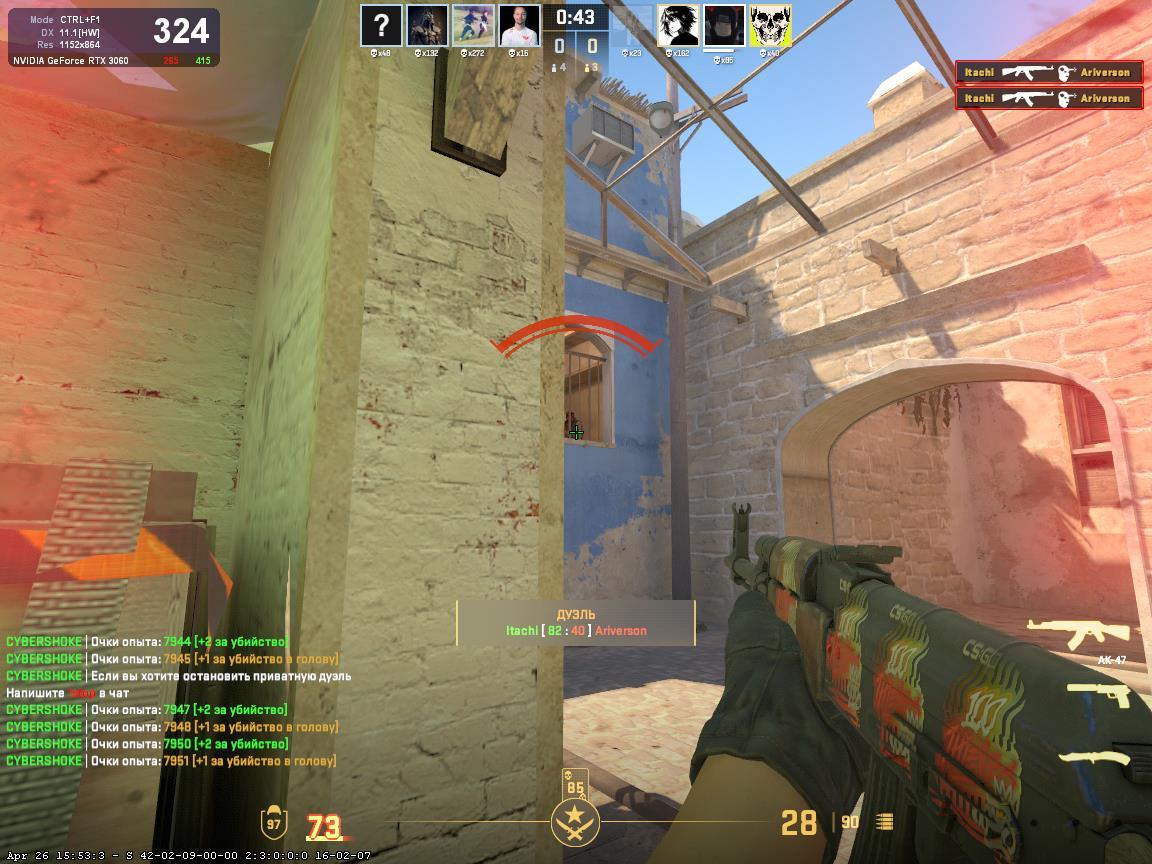 Mode CTRL+F1
DX 11.1[HW]
Res 1152x864
324
NVIDIA GeForce RTX 3060 265 415
?
0:43
0 0
4 3
x48 x132 x272 x15 x23 x162 x85 x40
Itachi Ariverson
Itachi Ariverson
ДУЭЛЬ
Itachi [ 82 : 40 ] Ariverson
CYBERSHOKE | Очки опыта: 7944 [+2 за убийство]
CYBERSHOKE | Очки опыта: 7945 [+1 за убийство в голову]
CYBERSHOKE | Если вы хотите остановить приватную дуэль
Напишите !stop в чат
CYBERSHOKE | Очки опыта: 7947 [+2 за убийство]
CYBERSHOKE | Очки опыта: 7948 [+1 за убийство в голову]
CYBERSHOKE | Очки опыта: 7950 [+2 за убийство]
CYBERSHOKE | Очки опыта: 7951 [+1 за убийство в голову]
AK-47
CSGO
CSGO
CSGO
85
97 73
28 | 90
Apr 26 15:53:3 - S 42-02-09-00-00 2:3:0:0:0 16-02-07